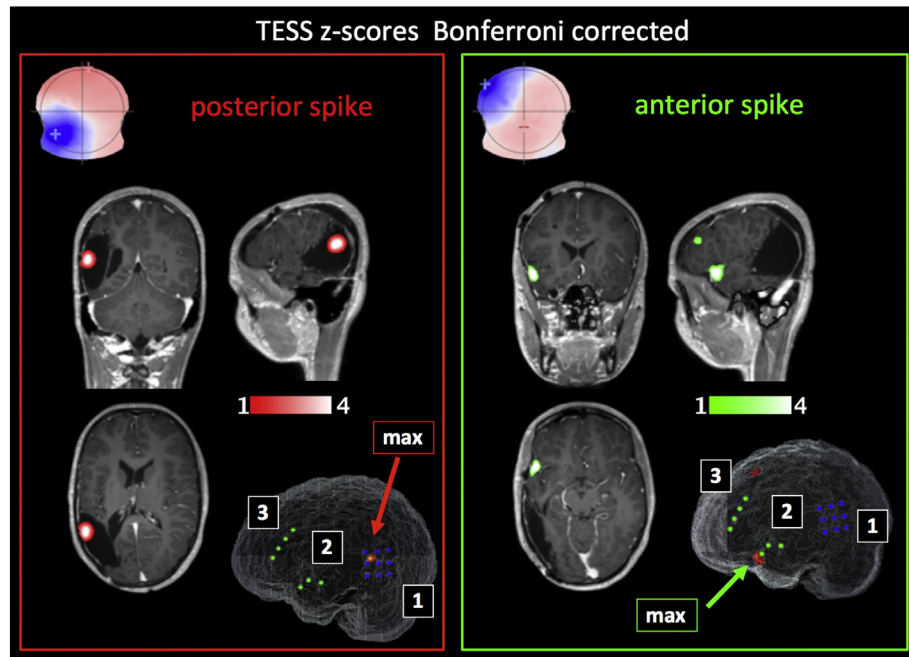 TESS z-scores Bonferroni corrected
posterior spike
1 4
max
3
2
1
anterior spike
1 4
3
2
1
max